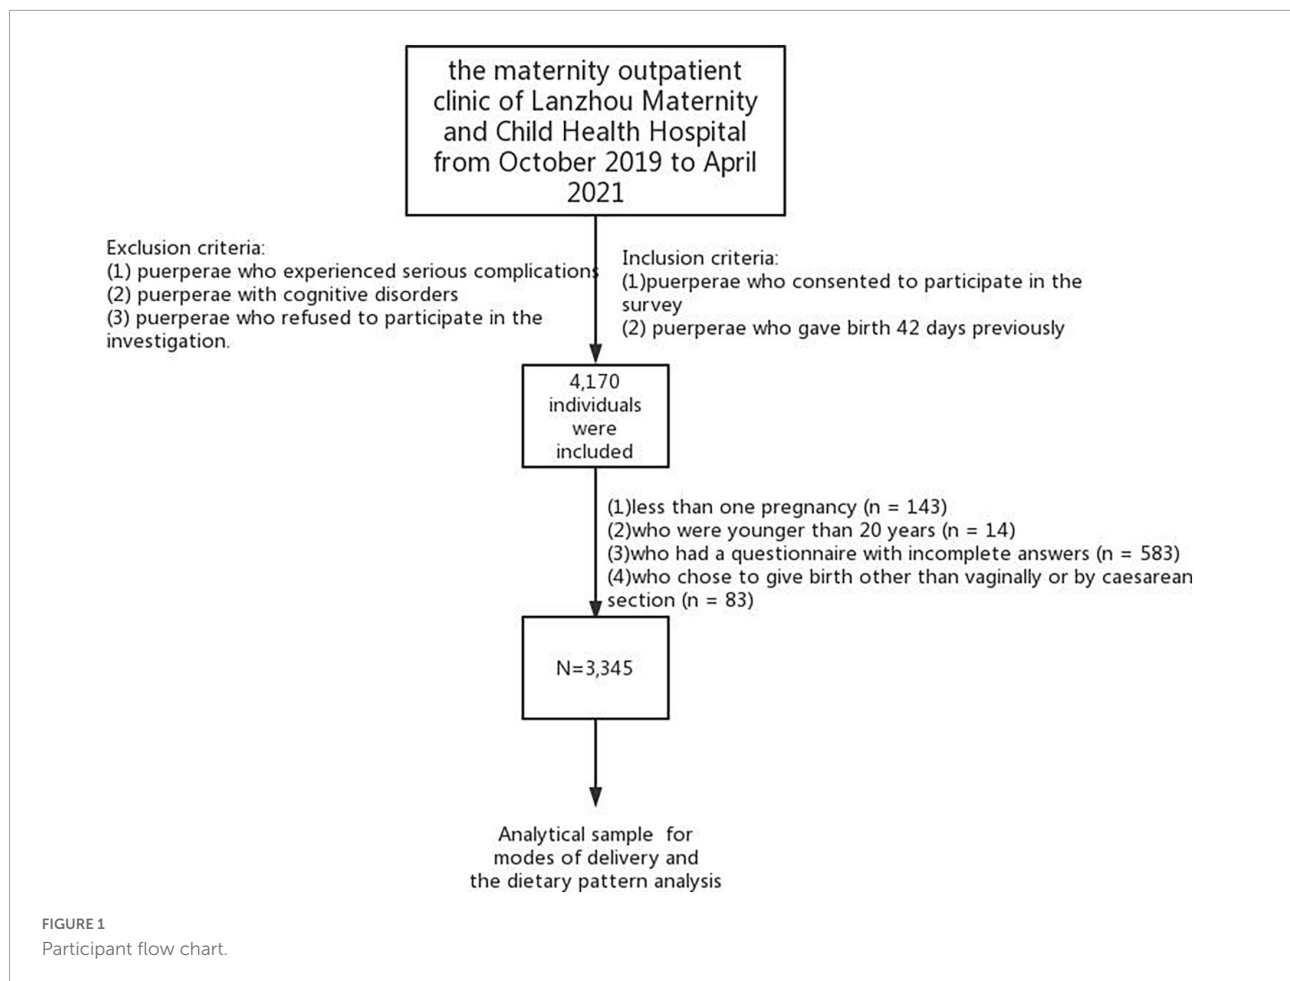 the maternity outpatient
clinic of Lanzhou Maternity
and Child Health Hospital
from October 2019 to April
2021
Exclusion criteria:
(1) puerperae who experienced serious complications
(2) puerperae with cognitive disorders
(3) puerperae who refused to participate in the
investigation.
Inclusion criteria:
(1)puerperae who consented to participate in the
survey
(2) puerperae who gave birth 42 days previously
4,170
individuals
were
included
(1)less than one pregnancy (n = 143)
(2)who were younger than 20 years (n = 14)
(3)who had a questionnaire with incomplete answers (n = 583)
(4)who chose to give birth other than vaginally or by caesarean
section (n = 83)
N=3,345
Analytical sample for
modes of delivery and
the dietary pattern analysis
FIGURE 1
Participant flow chart.